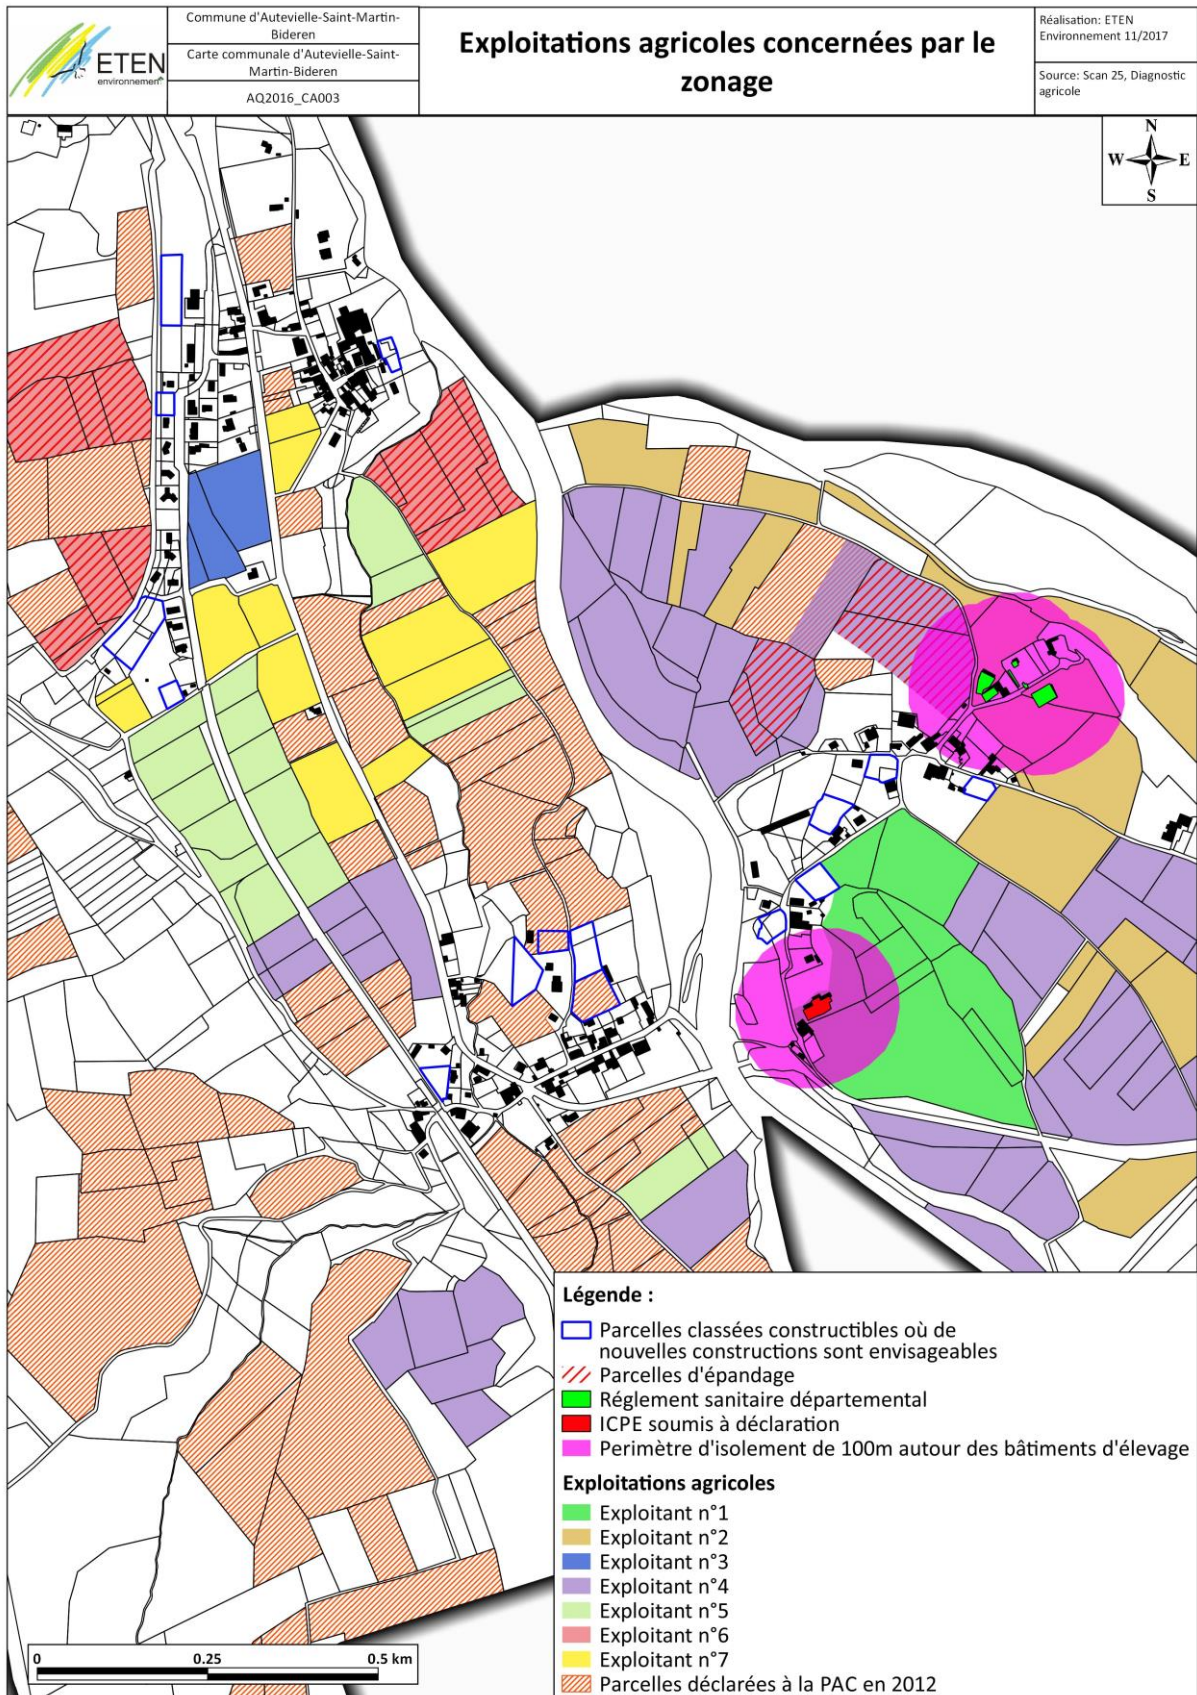 ETEN
environnement
Commune d'Autevielle-Saint-Martin-
Bideren
Carte communale d'Autevielle-Saint-
Martin-Bideren
AQ2016_CA003
Exploitations agricoles concernées par le
zonage
Réalisation: ETEN
Environnement 11/2017
Source: Scan 25, Diagnostic
agricole
N
W E
S
Légende :
Parcelles classées constructibles où de
nouvelles constructions sont envisageables
Parcelles d'épandage
Réglement sanitaire départemental
ICPE soumis à déclaration
Perimètre d'isolement de 100m autour des bâtiments d'élevage
Exploitations agricoles
Exploitant n°1
Exploitant n°2
Exploitant n°3
Exploitant n°4
Exploitant n°5
Exploitant n°6
Exploitant n°7
Parcelles déclarées à la PAC en 2012
0 0.25 0.5 km